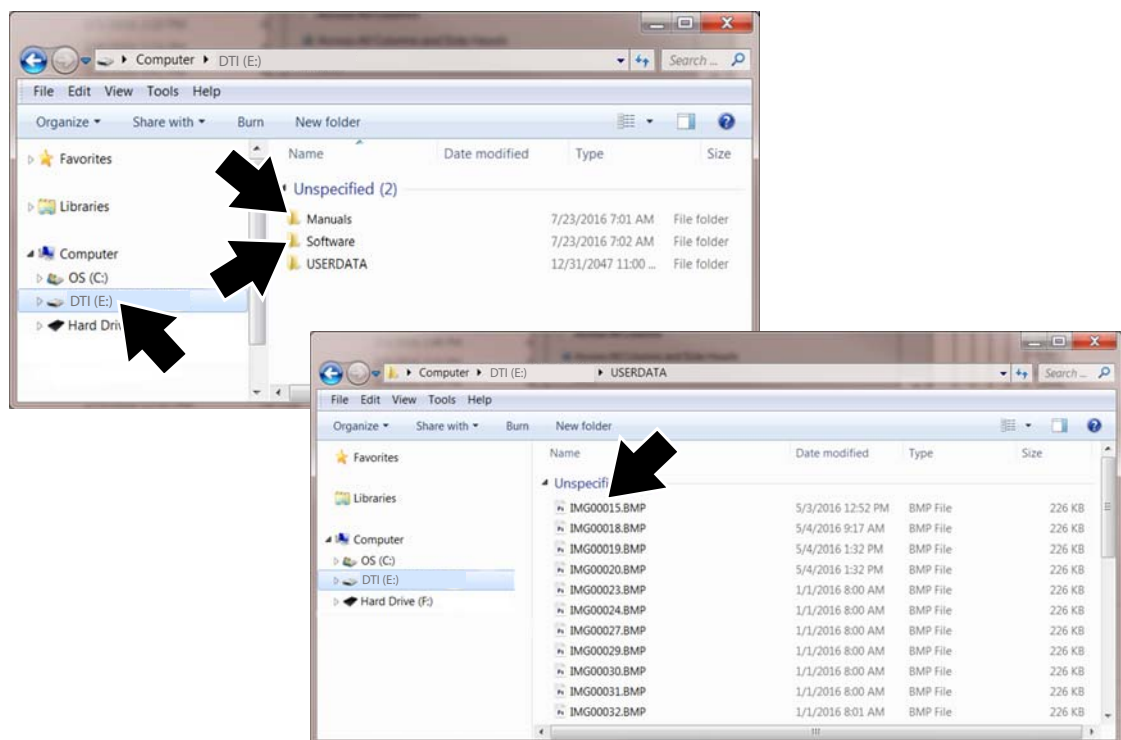 Computer DTI (E:) Search ...
File Edit View Tools Help
Organize Share with Burn New folder
Name Date modified Type Size
Favorites
Unspecified (2)
Libraries
Manuals 7/23/2016 7:01 AM File folder
Software 7/23/2016 7:02 AM File folder
USERDATA 12/31/2047 11:00 ... File folder
Computer
OS (C:)
DTI (E:)
Hard
Computer DTI (E:) USERDATA Search ...
File Edit View Tools Help
Organize Share with Burn New folder
Name Date modified Type Size
Favorites
Libraries
Computer
OS (C:)
DTI (E:)
Hard Drive (F:)
IMG00015.BMP 5/3/2016 12:52 PM BMP File 226 KB
IMG00018.BMP 5/4/2016 9:17 AM BMP File 226 KB
IMG00019.BMP 5/4/2016 1:32 PM BMP File 226 KB
IMG00020.BMP 5/4/2016 1:32 PM BMP File 226 KB
IMG00023.BMP 1/1/2016 8:00 AM BMP File 226 KB
IMG00024.BMP 1/1/2016 8:00 AM BMP File 226 KB
IMG00027.BMP 1/1/2016 8:00 AM BMP File 226 KB
IMG00029.BMP 1/1/2016 8:00 AM BMP File 226 KB
IMG00030.BMP 1/1/2016 8:00 AM BMP File 226 KB
IMG00031.BMP 1/1/2016 8:00 AM BMP File 226 KB
IMG00032.BMP 1/1/2016 8:01 AM BMP File 226 KB